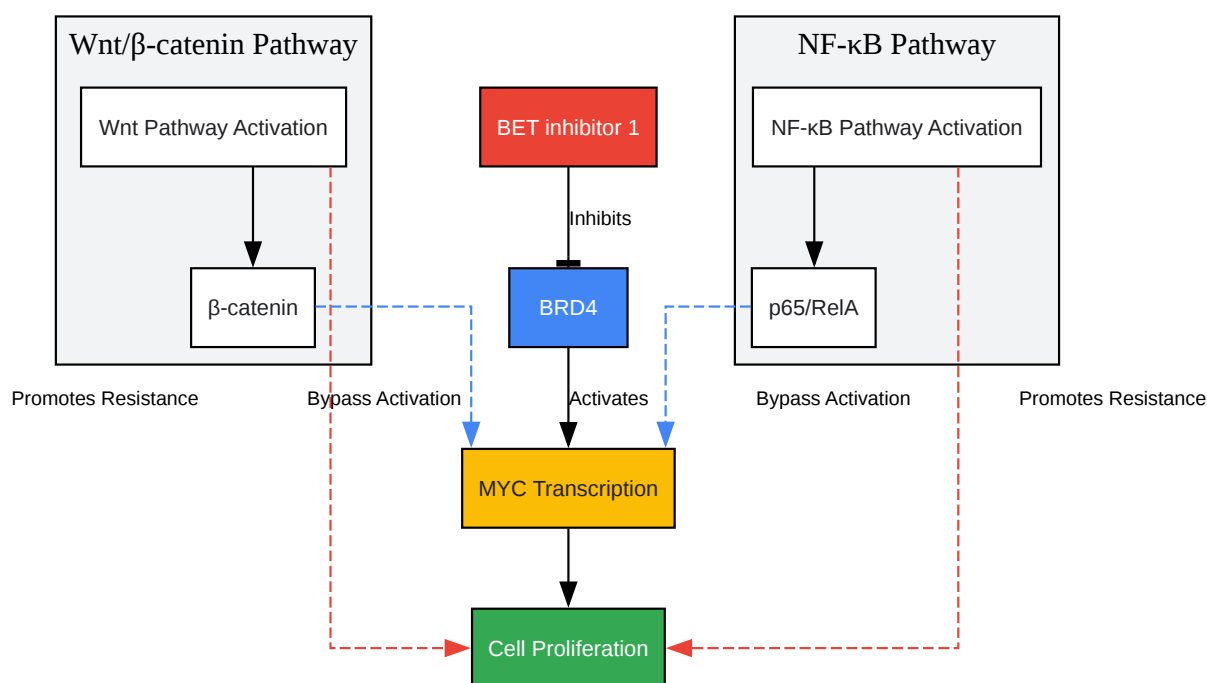 Wnt/β-catenin Pathway
NF-κB Pathway
Wnt Pathway Activation
BET inhibitor 1
NF-κB Pathway Activation
Inhibits
β-catenin
BRD4
p65/RelA
Promotes Resistance
Bypass Activation
Activates
Bypass Activation
Promotes Resistance
MYC Transcription
Cell Proliferation